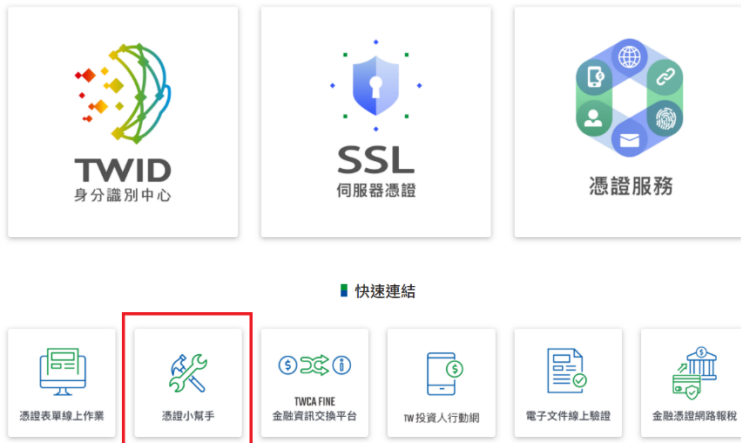 TWID
身分識別中心
SSL
伺服器憑證
憑證服務
快速連結
憑證表單線上作業
憑證小幫手
TWCA FINE
金融資訊交換平台
TW投資人行動網
電子文件線上驗證
金融憑證網路報稅